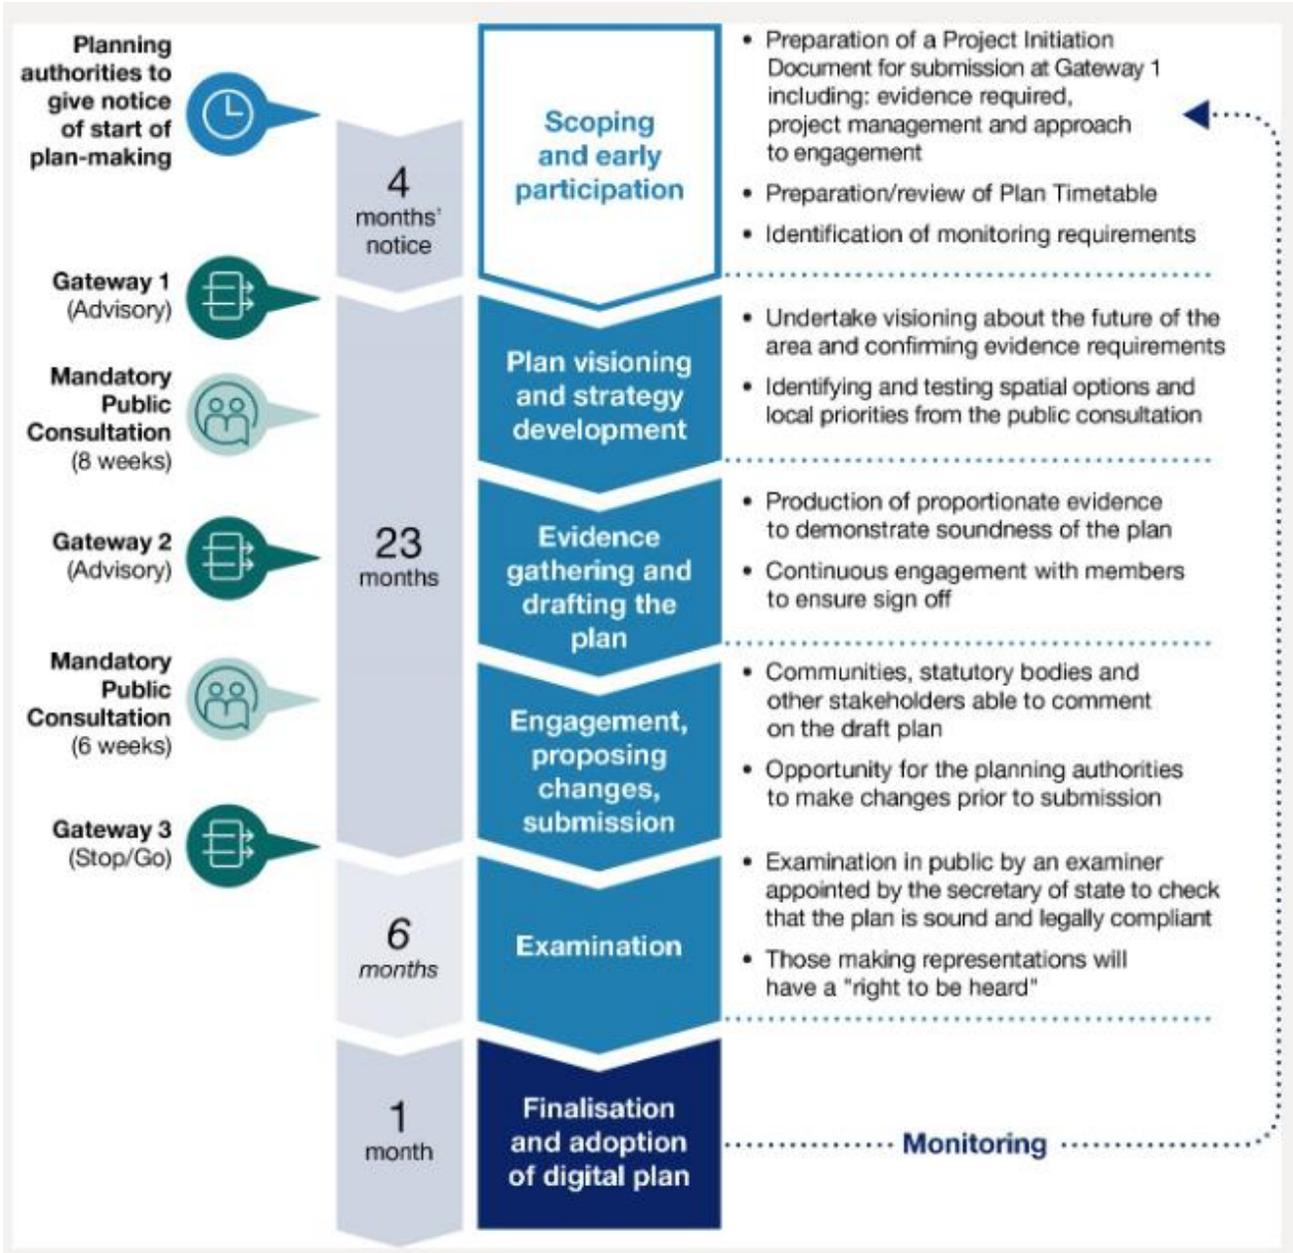 Planning
authorities to
give notice
of start of
plan-making
4
months'
notice
Scoping
and early
participation
• Preparation of a Project Initiation
Document for submission at Gateway 1
including: evidence required,
project management and approach
to engagement
• Preparation/review of Plan Timetable
• Identification of monitoring requirements
Gateway 1
(Advisory)
Mandatory
Public
Consultation
(8 weeks)
Plan visioning
and strategy
development
• Undertake visioning about the future of the
area and confirming evidence requirements
• Identifying and testing spatial options and
local priorities from the public consultation
Gateway 2
(Advisory)
23
months
Evidence
gathering and
drafting the
plan
• Production of proportionate evidence
to demonstrate soundness of the plan
• Continuous engagement with members
to ensure sign off
Mandatory
Public
Consultation
(6 weeks)
Engagement,
proposing
changes,
submission
• Communities, statutory bodies and
other stakeholders able to comment
on the draft plan
• Opportunity for the planning authorities
to make changes prior to submission
Gateway 3
(Stop/Go)
6
months
Examination
• Examination in public by an examiner
appointed by the secretary of state to check
that the plan is sound and legally compliant
• Those making representations will
have a "right to be heard"
1
month
Finalisation
and adoption
of digital plan
Monitoring